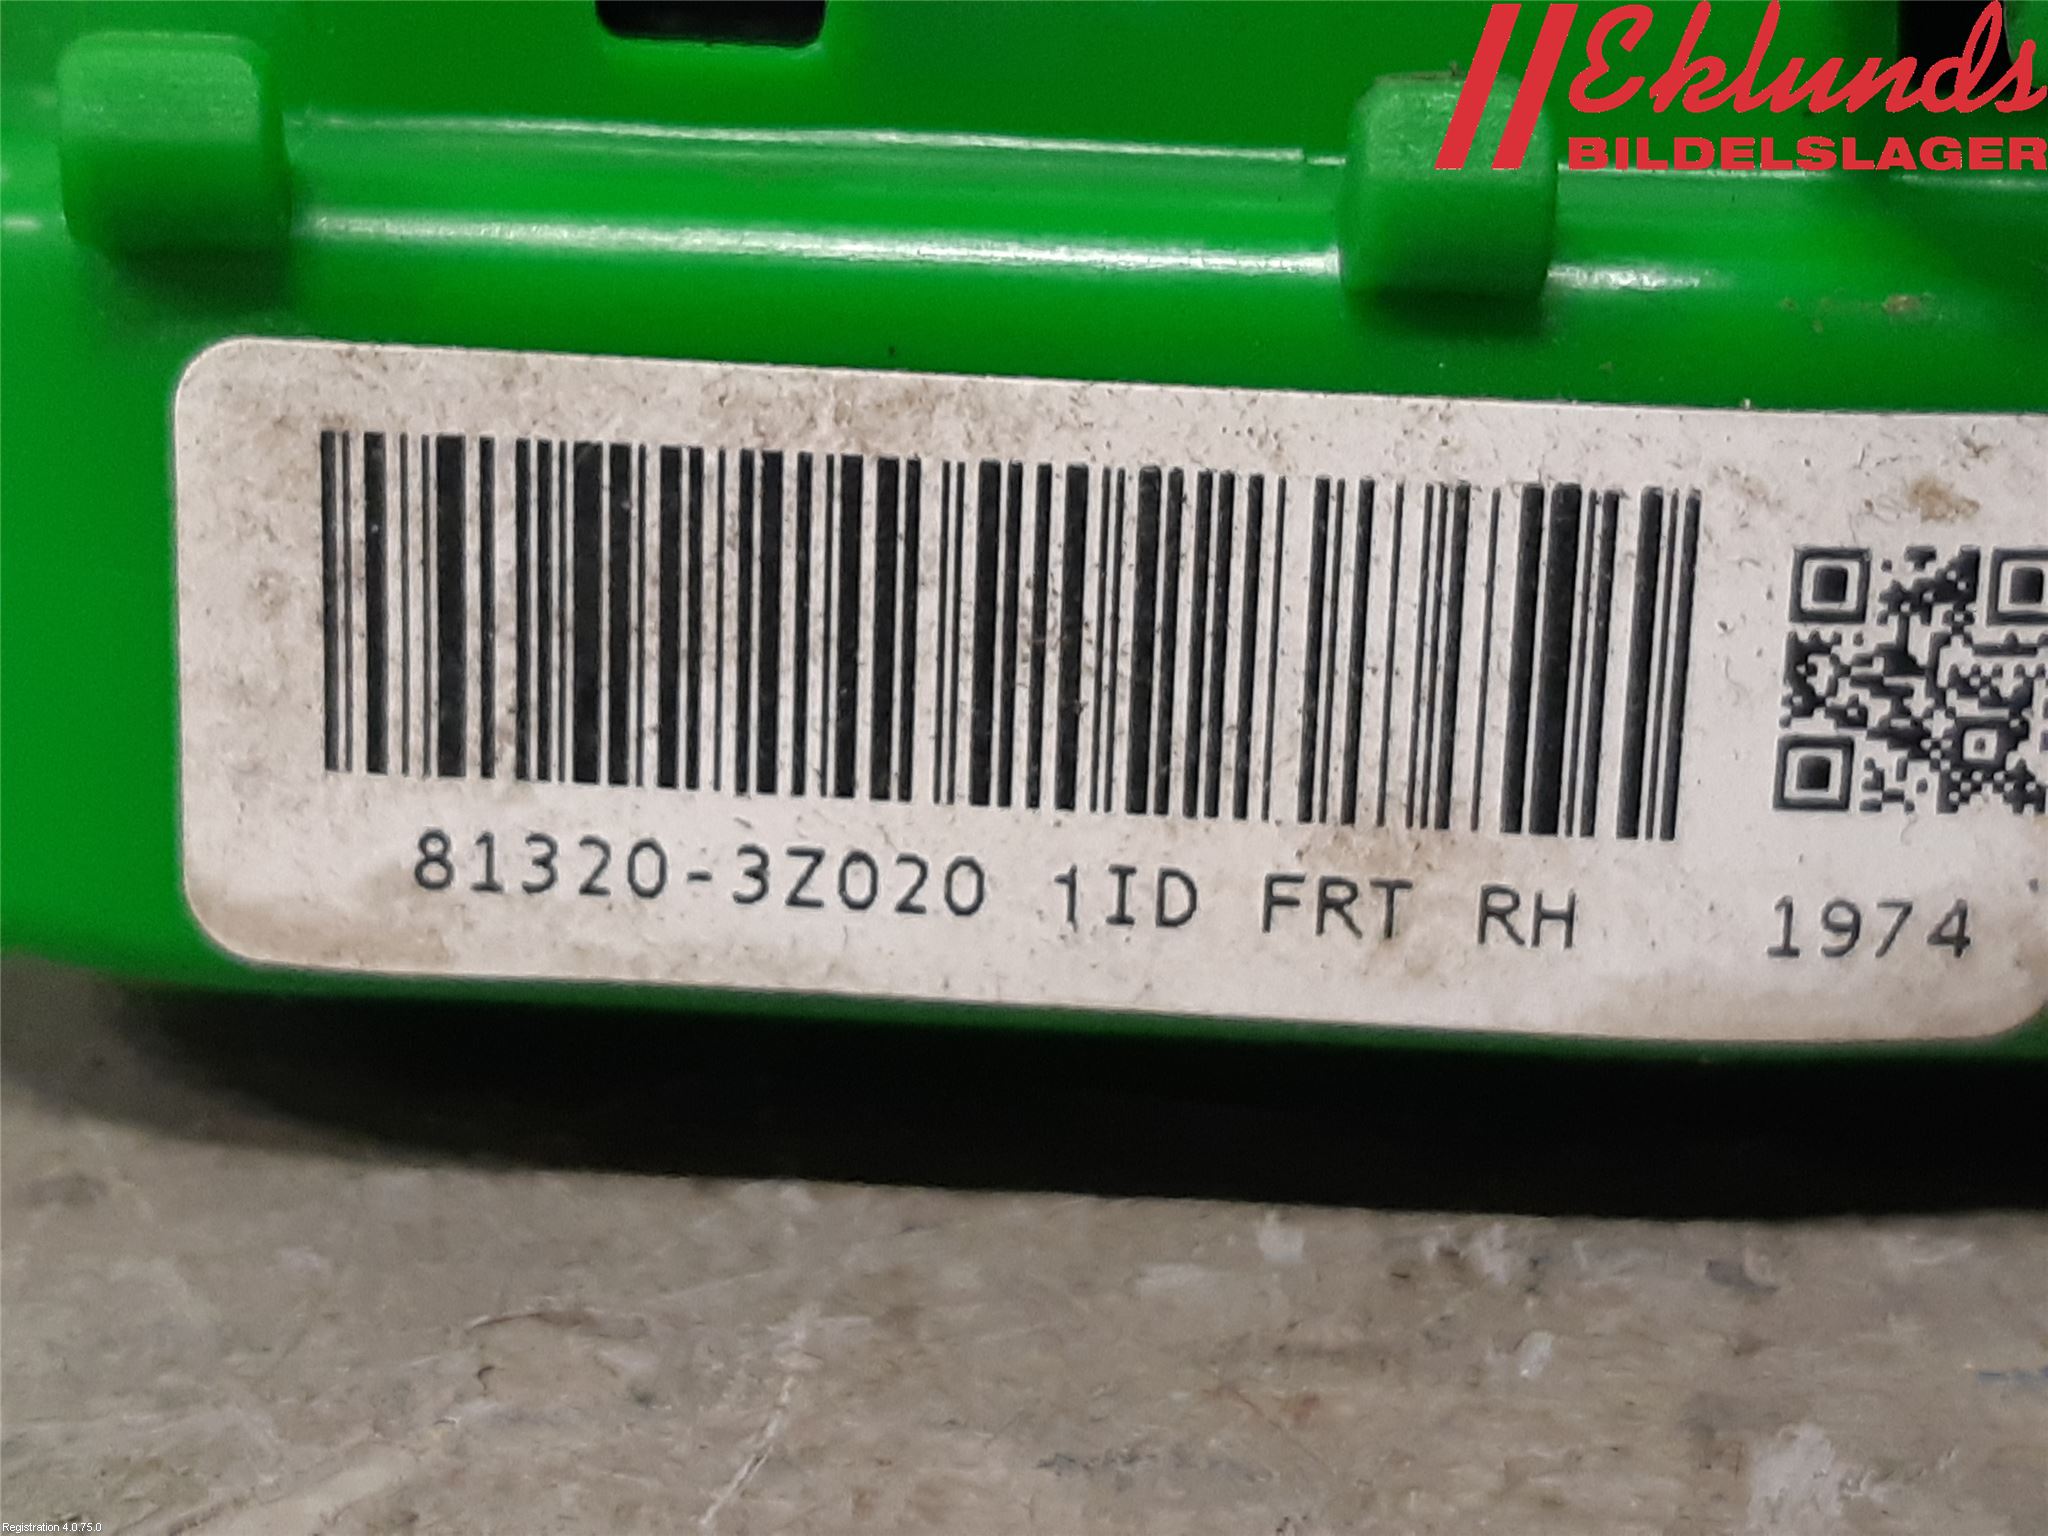 Eklunds
BILDELSLAGER
81320-3Z020 1ID FRT RH 1974
Registration 4.0.75.0